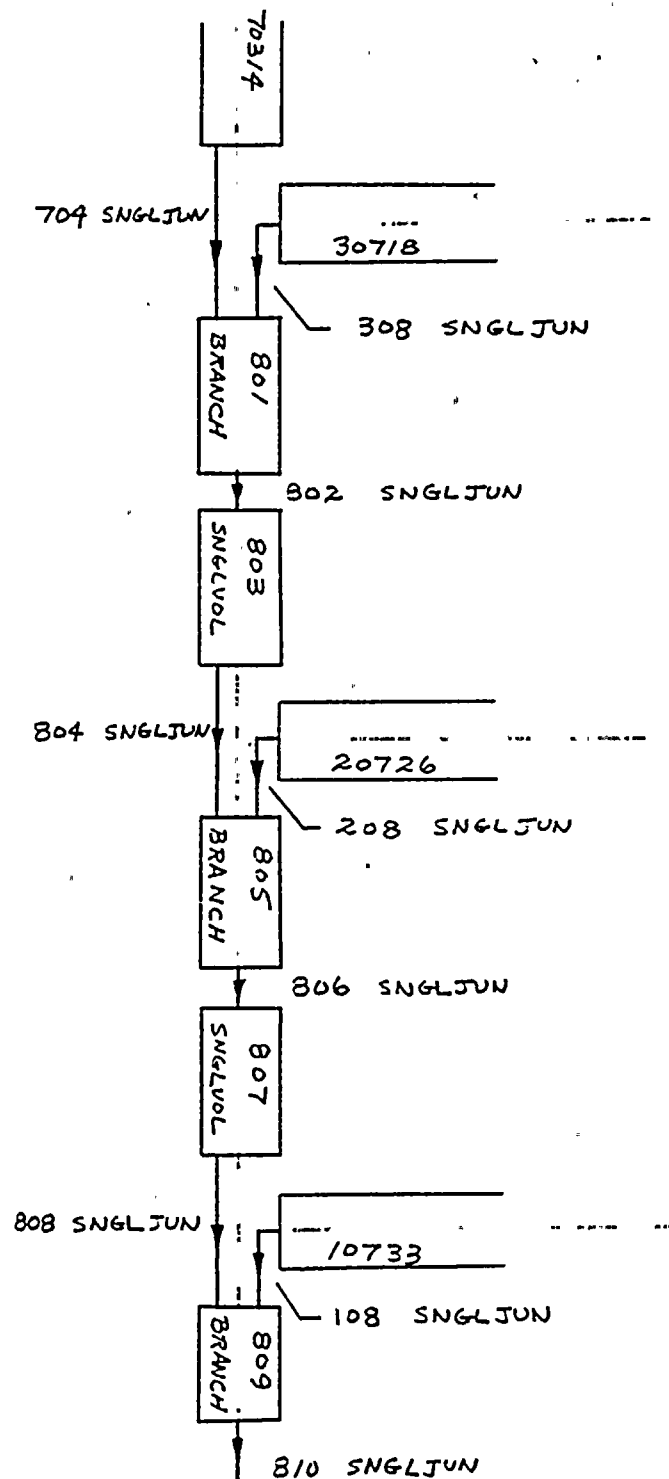 70314
704 SNGLJUN
30718
308 SNGLJUN
801
BRANCH
802 SNGLJUN
803
SNGLVOL
804 SNGLJUN
20726
208 SNGLJUN
805
BRANCH
806 SNGLJUN
807
SNGLVOL
808 SNGLJUN
10733
108 SNGLJUN
809
BRANCH
810 SNGLJUN